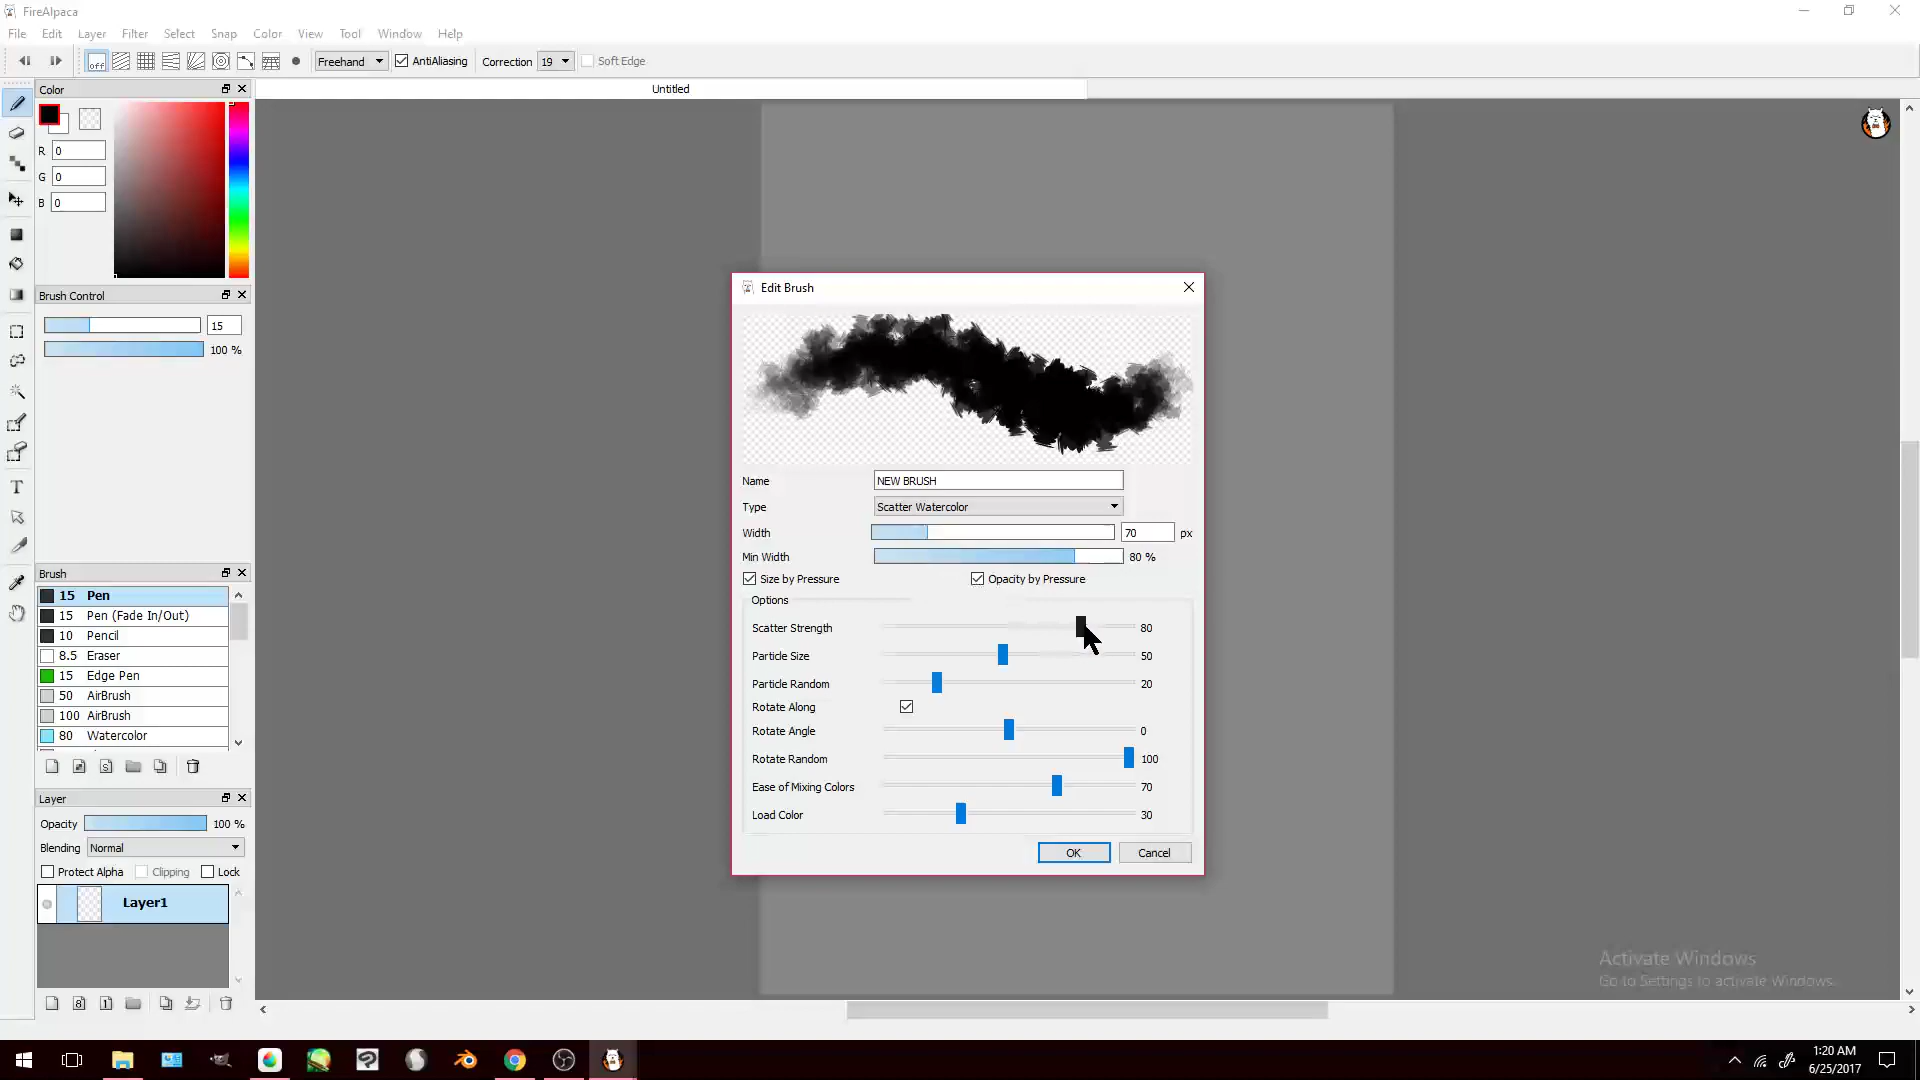 FireAlpaca
File Edit Layer Filter Select Snap Color View Tool Window Help
off Freehand AntiAliasing Correction 19 Soft Edge
Color
Untitled
R 0
G 0
B 0
Brush Control
15
100 %
Edit Brush
Name NEW BRUSH
Type Scatter Watercolor
Width 70 px
Min Width 80 %
Size by Pressure Opacity by Pressure
Options
Scatter Strength 80
Particle Size 50
Particle Random 20
Rotate Along
Rotate Angle 0
Rotate Random 100
Ease of Mixing Colors 70
Load Color 30
OK Cancel
Brush
15 Pen
15 Pen (Fade In/Out)
10 Pencil
8.5 Eraser
15 Edge Pen
50 AirBrush
100 AirBrush
80 Watercolor
S
Layer
Opacity 100 %
Blending Normal
Protect Alpha Clipping Lock
Layer1
8 1
Activate Windows
Go to Settings to activate Windows.
1:20 AM
6/25/2017